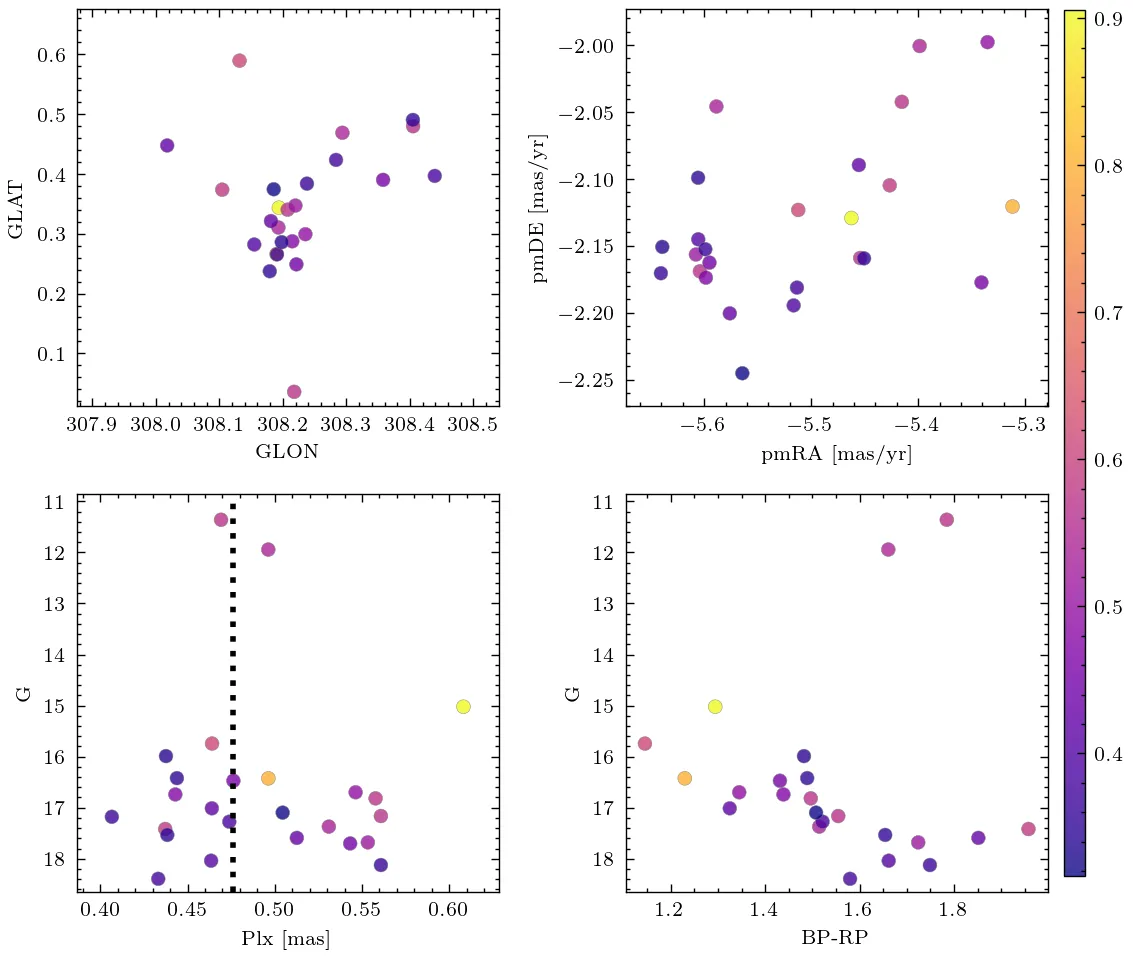 0.6
0.5
0.4
0.3
0.2
0.1
GLAT
307.9 308.0 308.1 308.2 308.3 308.4 308.5
GLON
−2.00
−2.05
−2.10
−2.15
−2.20
−2.25
pmDE [mas/yr]
−5.6 −5.5 −5.4 −5.3
pmRA [mas/yr]
0.9
0.8
0.7
0.6
0.5
0.4
11
12
13
14
15
16
17
18
G
0.40 0.45 0.50 0.55 0.60
Plx [mas]
11
12
13
14
15
16
17
18
G
1.2 1.4 1.6 1.8
BP-RP